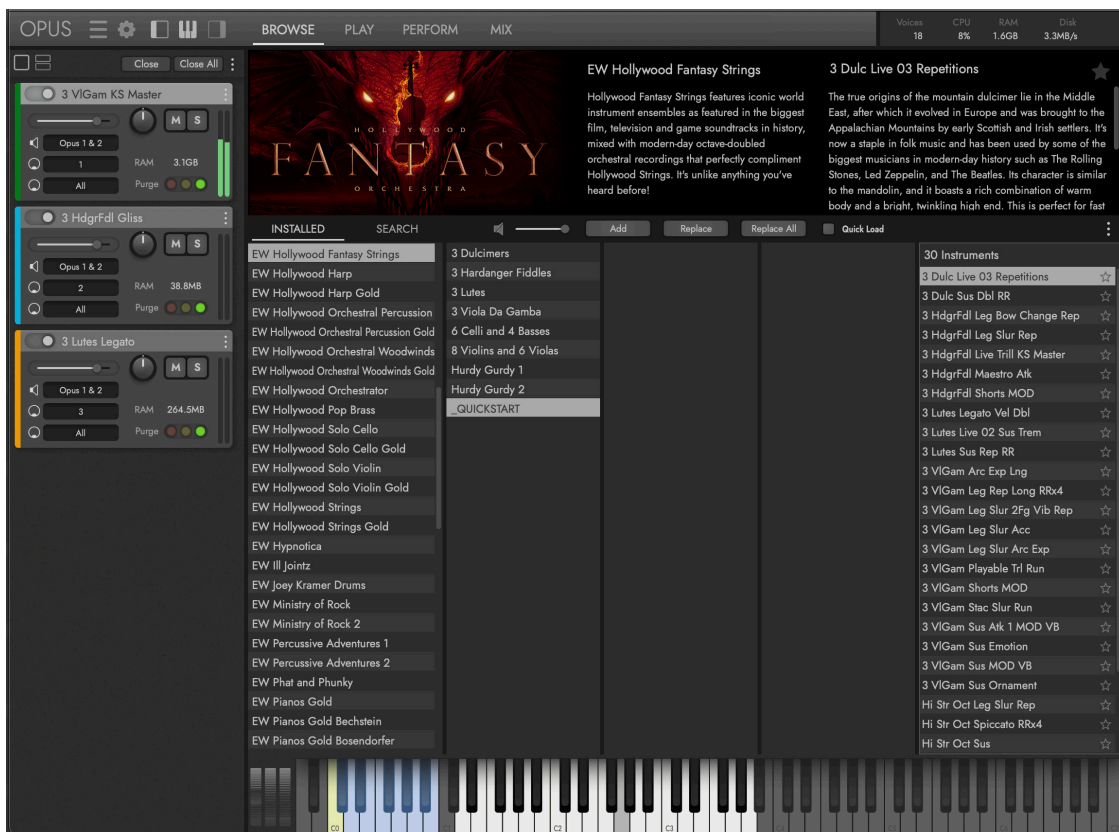 OPUS
BROWSE PLAY PERFORM MIX
Voices CPU RAM Disk
18 8% 1.6GB 3.3MB/s
Close Close All
3 VlGam KS Master
M S
Opus 1 & 2
1 RAM 3.1GB
All Purge
3 HdgrFdl Gliss
M S
Opus 1 & 2
2 RAM 38.8MB
All Purge
3 Lutes Legato
M S
Opus 1 & 2
3 RAM 264.5MB
All Purge
HOLLYWOOD
FANTASY
ORCHESTRA
EW Hollywood Fantasy Strings
Hollywood Fantasy Strings features iconic world
instrument ensembles as featured in the biggest
film, television and game soundtracks in history,
mixed with modern-day octave-doubled
orchestral recordings that perfectly compliment
Hollywood Strings. It's unlike anything you've
heard before!
3 Dulc Live 03 Repetitions
The true origins of the mountain dulcimer lie in the Middle
East, after which it evolved in Europe and was brought to the
Appalachian Mountains by early Scottish and Irish settlers. It's
now a staple in folk music and has been used by some of the
biggest musicians in modern-day history such as The Rolling
Stones, Led Zeppelin, and The Beatles. Its character is similar
to the mandolin, and it boasts a rich combination of warm
body and a bright, twinkling high end. This is perfect for fast
INSTALLED SEARCH
Add Replace Replace All Quick Load
EW Hollywood Fantasy Strings
EW Hollywood Harp
EW Hollywood Harp Gold
EW Hollywood Orchestral Percussion
EW Hollywood Orchestral Percussion Gold
EW Hollywood Orchestral Woodwinds
EW Hollywood Orchestral Woodwinds Gold
EW Hollywood Orchestrator
EW Hollywood Pop Brass
EW Hollywood Solo Cello
EW Hollywood Solo Cello Gold
EW Hollywood Solo Violin
EW Hollywood Solo Violin Gold
EW Hollywood Strings
EW Hollywood Strings Gold
EW Hypnotica
EW Ill Jointz
EW Joey Kramer Drums
EW Ministry of Rock
EW Ministry of Rock 2
EW Percussive Adventures 1
EW Percussive Adventures 2
EW Phat and Phunky
EW Pianos Gold
EW Pianos Gold Bechstein
EW Pianos Gold Bosendorfer
3 Dulcimers
3 Hardanger Fiddles
3 Lutes
3 Viola Da Gamba
6 Celli and 4 Basses
8 Violins and 6 Violas
Hurdy Gurdy 1
Hurdy Gurdy 2
_QUICKSTART
30 Instruments
3 Dulc Live 03 Repetitions
3 Dulc Sus Dbl RR
3 HdgrFdl Leg Bow Change Rep
3 HdgrFdl Leg Slur Rep
3 HdgrFdl Live Trill KS Master
3 HdgrFdl Maestro Atk
3 HdgrFdl Shorts MOD
3 Lutes Legato Vel Dbl
3 Lutes Live 02 Sus Trem
3 Lutes Sus Rep RR
3 VlGam Arc Exp Lng
3 VlGam Leg Rep Long RRx4
3 VlGam Leg Slur 2Fg Vib Rep
3 VlGam Leg Slur Acc
3 VlGam Leg Slur Arc Exp
3 VlGam Playable Trl Run
3 VlGam Shorts MOD
3 VlGam Stac Slur Run
3 VlGam Sus Atk 1 MOD VB
3 VlGam Sus Emotion
3 VlGam Sus MOD VB
3 VlGam Sus Ornament
Hi Str Oct Leg Slur Rep
Hi Str Oct Spiccato RRx4
Hi Str Oct Sus
C0 C1 C2 C3 C4 C5 C6